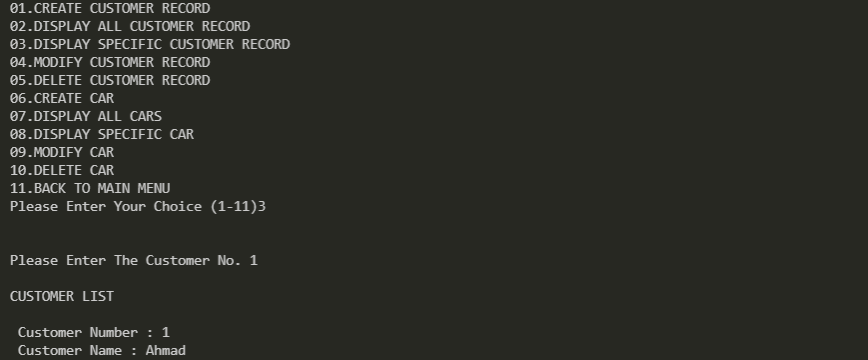 01.CREATE CUSTOMER RECORD
02.DISPLAY ALL CUSTOMER RECORD
03.DISPLAY SPECIFIC CUSTOMER RECORD
04.MODIFY CUSTOMER RECORD
05.DELETE CUSTOMER RECORD
06.CREATE CAR
07.DISPLAY ALL CARS
08.DISPLAY SPECIFIC CAR
09.MODIFY CAR
10.DELETE CAR
11.BACK TO MAIN MENU
Please Enter Your Choice (1-11)3
Please Enter The Customer No. 1
CUSTOMER LIST
Customer Number : 1
Customer Name : Ahmad